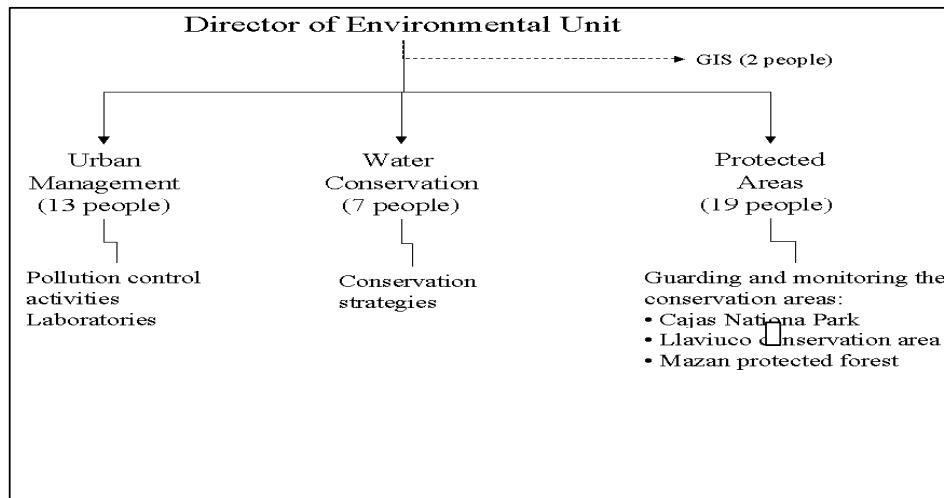 Director of Environmental Unit
GIS (2 people)
Urban
Management
(13 people)
Water
Conservation
(7 people)
Protected
Areas
(19 people)
Pollution control
activities
Laboratories
Conservation
strategies
Guarding and monitoring the
conservation areas:
• Cajas Nationa Park
• Llaviuco conservation area
• Mazan protected forest